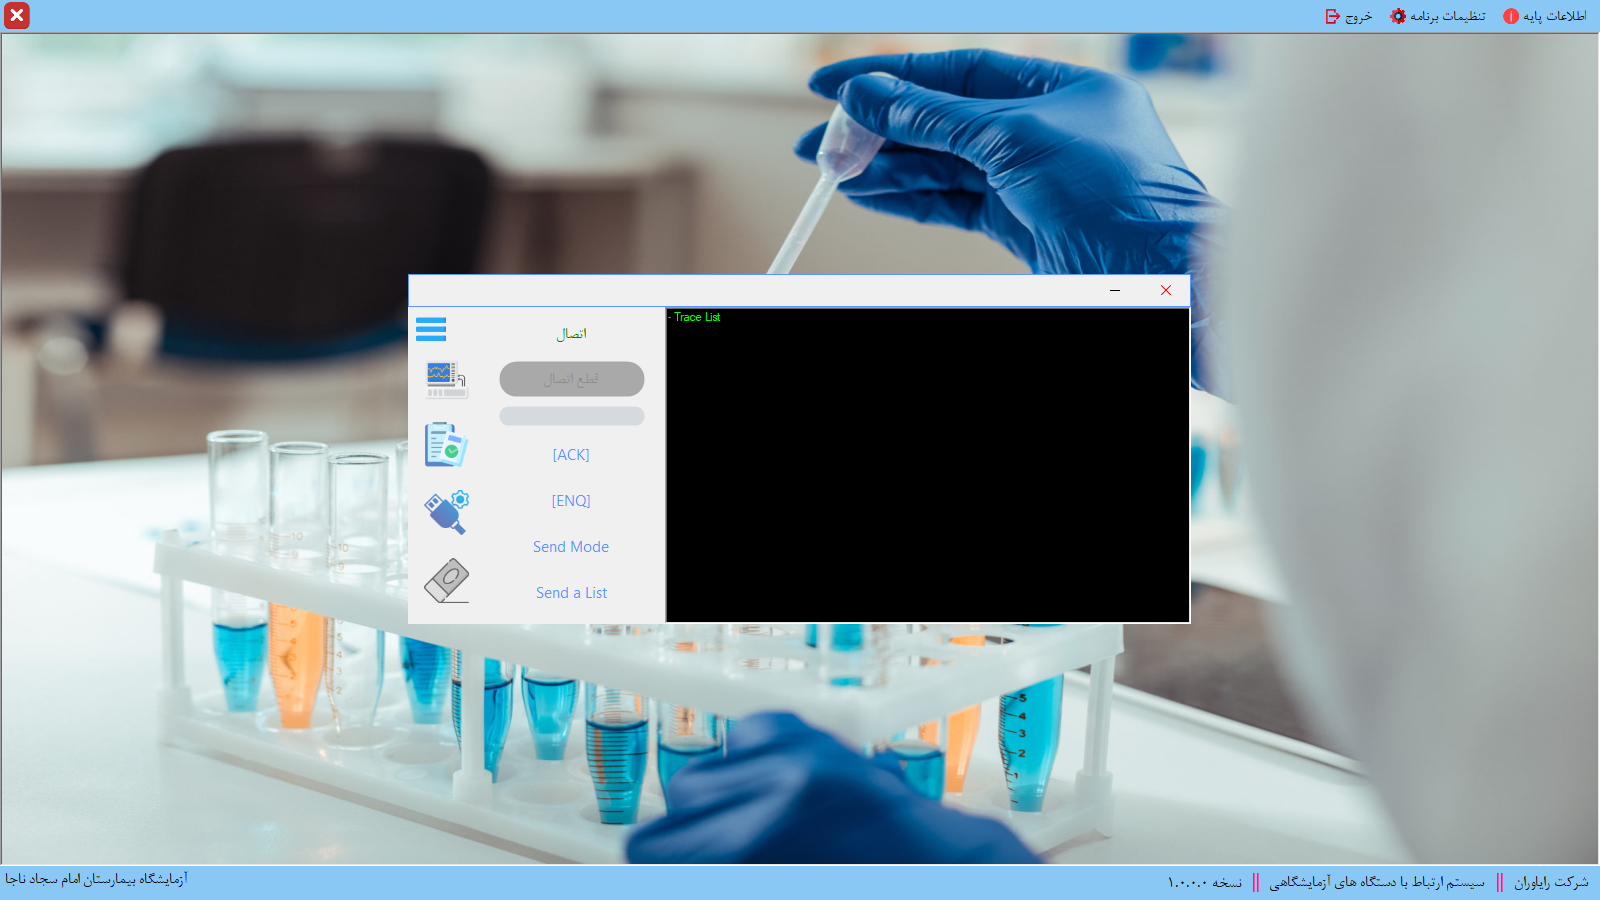 اطلاعات پایه
تنظیمات برنامه
خروج
- Trace List
اتصال
قطع اتصال
[ACK]
[ENQ]
Send Mode
Send a List
شرکت رایاوران || سیستم ارتباط با دستگاه های آزمایشگاهی || نسخه ۱.۰.۰.۰
آزمایشگاه بیمارستان امام سجاد ناجا